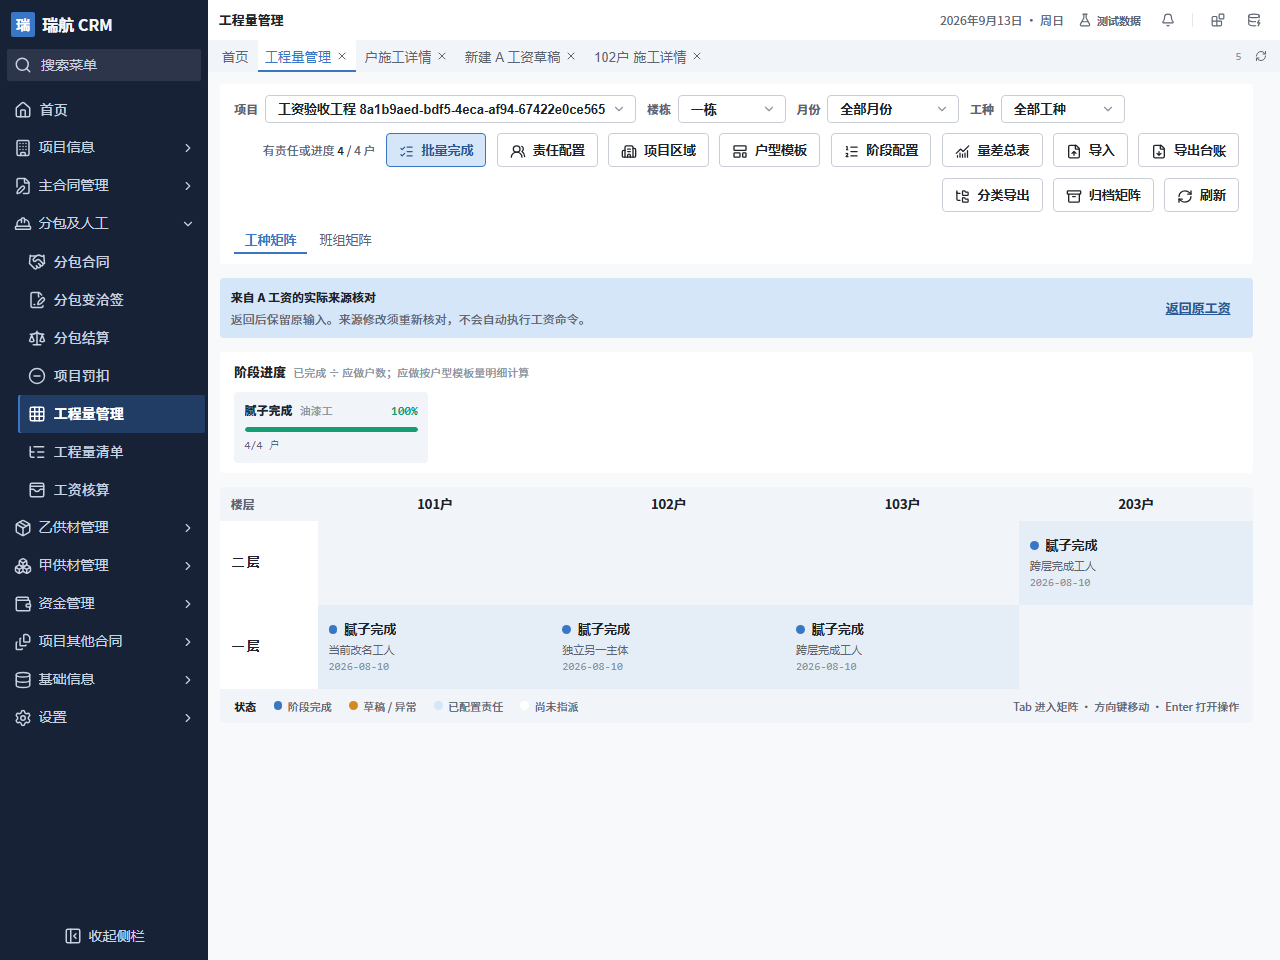 瑞 瑞航 CRM
搜索菜单
首页
项目信息
主合同管理
分包及人工
分包合同
分包变洽签
分包结算
项目罚扣
工程量管理
工程量清单
工资核算
乙供材管理
甲供材管理
资金管理
项目其他合同
基础信息
设置
收起侧栏
工程量管理
2026年9月13日 · 周日 测试数据
首页 工程量管理 户施工详情 新建 A 工资草稿 102户 施工详情 5
项目 工资验收工程 8a1b9aed-bdf5-4eca-af94-67422e0ce565 楼栋 一栋 月份 全部月份 工种 全部工种
有责任或进度 4 / 4 户 批量完成 责任配置 项目区域 户型模板 阶段配置 量差总表 导入 导出台账
分类导出 归档矩阵 刷新
工种矩阵 班组矩阵
来自 A 工资的实际来源核对
返回后保留原输入。来源修改须重新核对，不会自动执行工资命令。
返回原工资
阶段进度 已完成 ÷ 应做户数；应做按户型模板量明细计算
腻子完成 油漆工 100%
4/4 户
楼层 101户 102户 103户 203户
二层
腻子完成
跨层完成工人
2026-08-10
一层
腻子完成 腻子完成 腻子完成
当前改名工人 独立另一主体 跨层完成工人
2026-08-10 2026-08-10 2026-08-10
状态 阶段完成 草稿 / 异常 已配置责任 尚未指派
Tab 进入矩阵 · 方向键移动 · Enter 打开操作